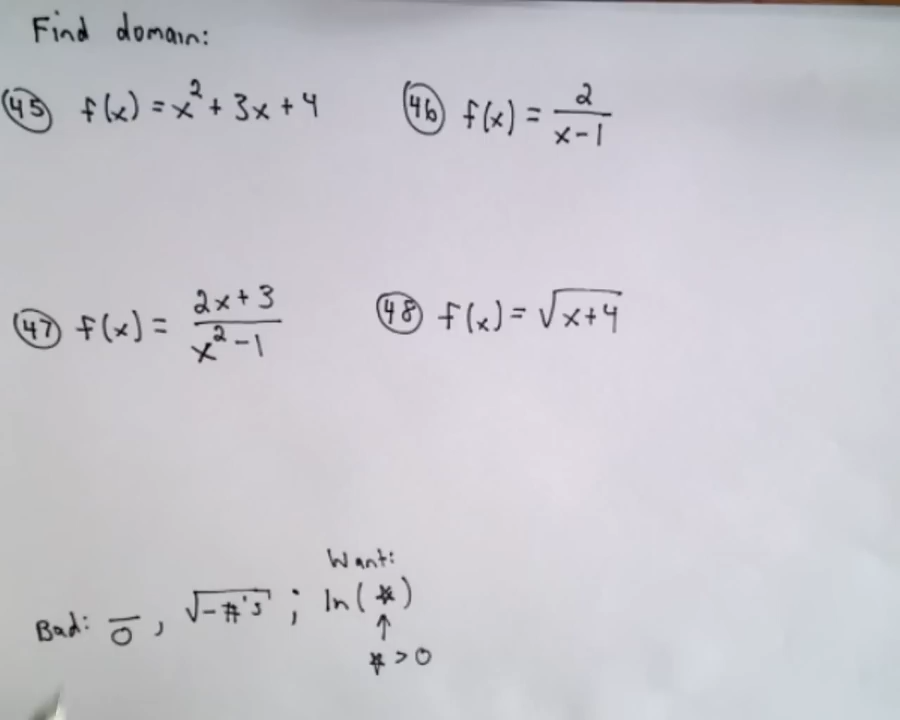 Find domain:
(45) f(x) = x² + 3x + 4
(46) f(x) = 2/(x-1)
(47) f(x) = (2x+3)/(x²-1)
(48) f(x) = √(x+4)
Want:
Bad: —/0 , √(-#'s) ; ln(*)
↑
* > 0